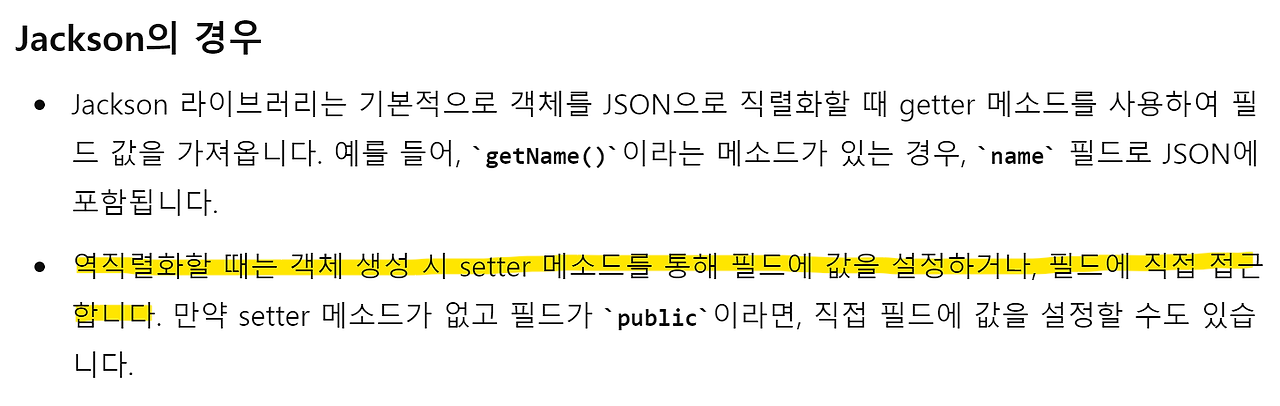 Jackson의 경우
• Jackson 라이브러리는 기본적으로 객체를 JSON으로 직렬화할 때 getter 메소드를 사용하여 필
드 값을 가져옵니다. 예를 들어, `getName()`이라는 메소드가 있는 경우, `name` 필드로 JSON에
포함됩니다.
• 역직렬화할 때는 객체 생성 시 setter 메소드를 통해 필드에 값을 설정하거나, 필드에 직접 접근
합니다. 만약 setter 메소드가 없고 필드가 `public`이라면, 직접 필드에 값을 설정할 수도 있습
니다.